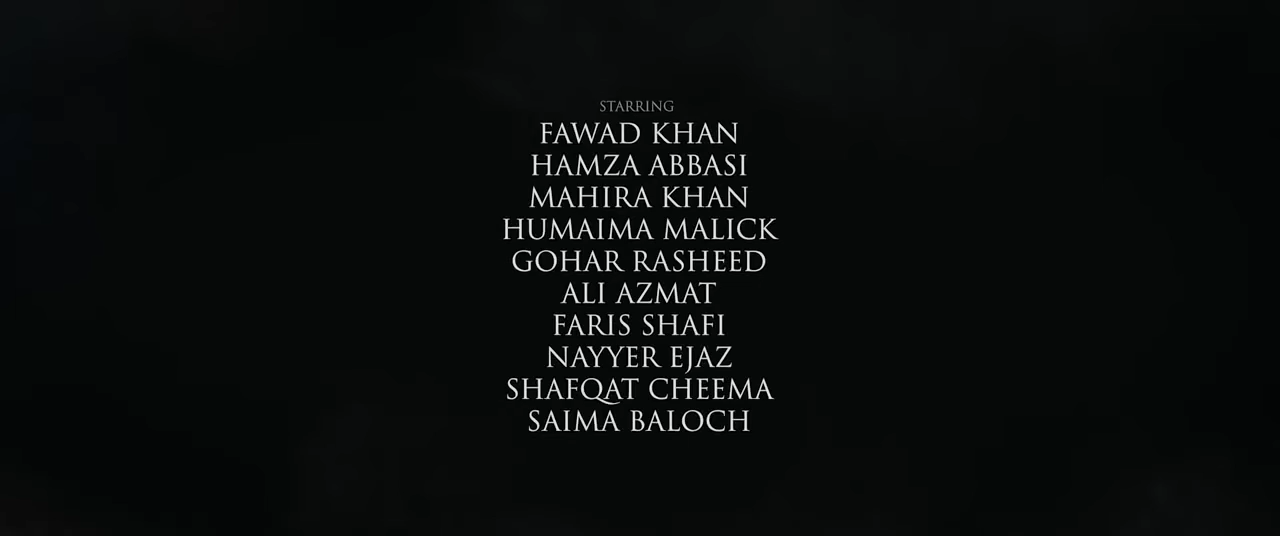 STARRING
FAWAD KHAN
HAMZA ABBASI
MAHIRA KHAN
HUMAIMA MALICK
GOHAR RASHEED
ALI AZMAT
FARIS SHAFI
NAYYER EJAZ
SHAFQAT CHEEMA
SAIMA BALOCH